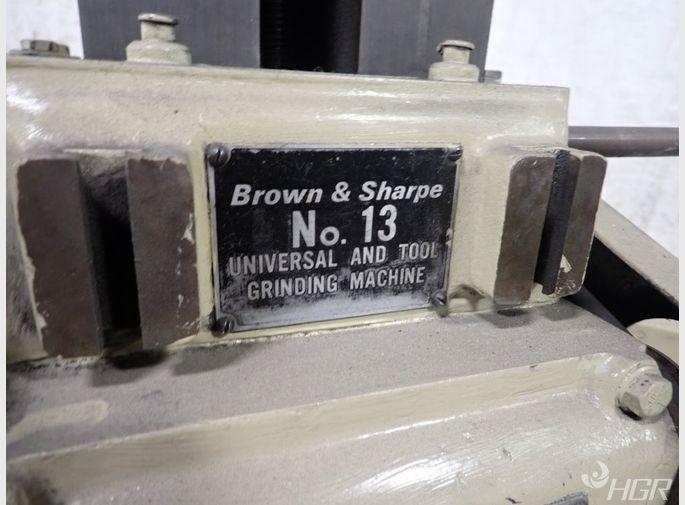 Brown & Sharpe
No. 13
UNIVERSAL AND TOOL
GRINDING MACHINE
HGR